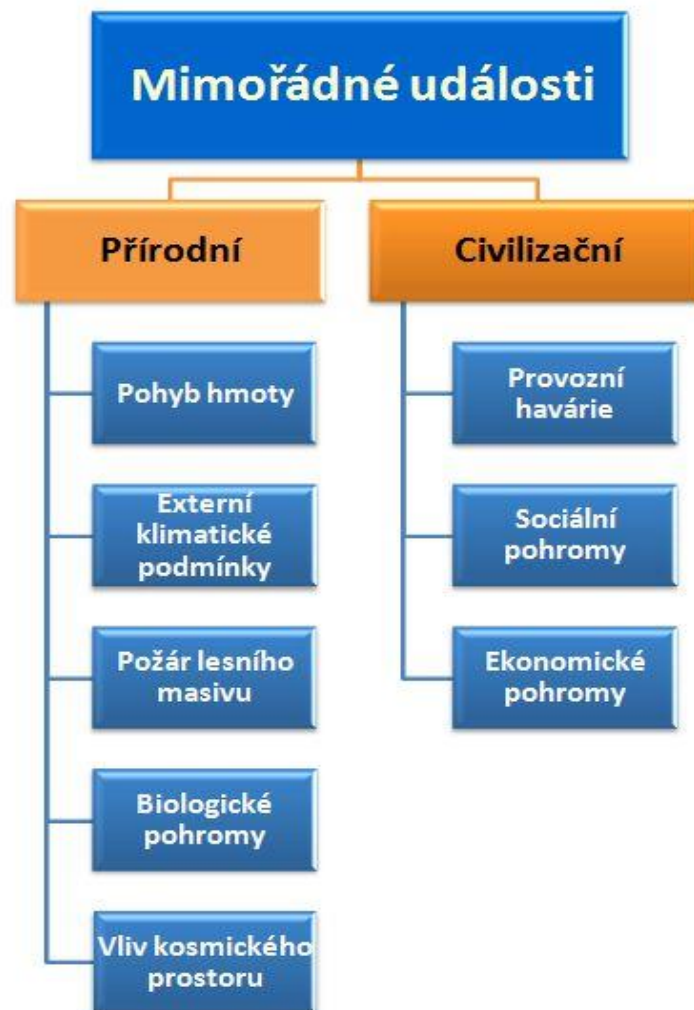 Mimořádné události
Přírodní
Pohyb hmoty
Externí
klimatické
podmínky
Požár lesního
masivu
Biologické
pohromy
Vliv kosmického
prostoru
Civilizační
Provozní
havárie
Sociální
pohromy
Ekonomické
pohromy